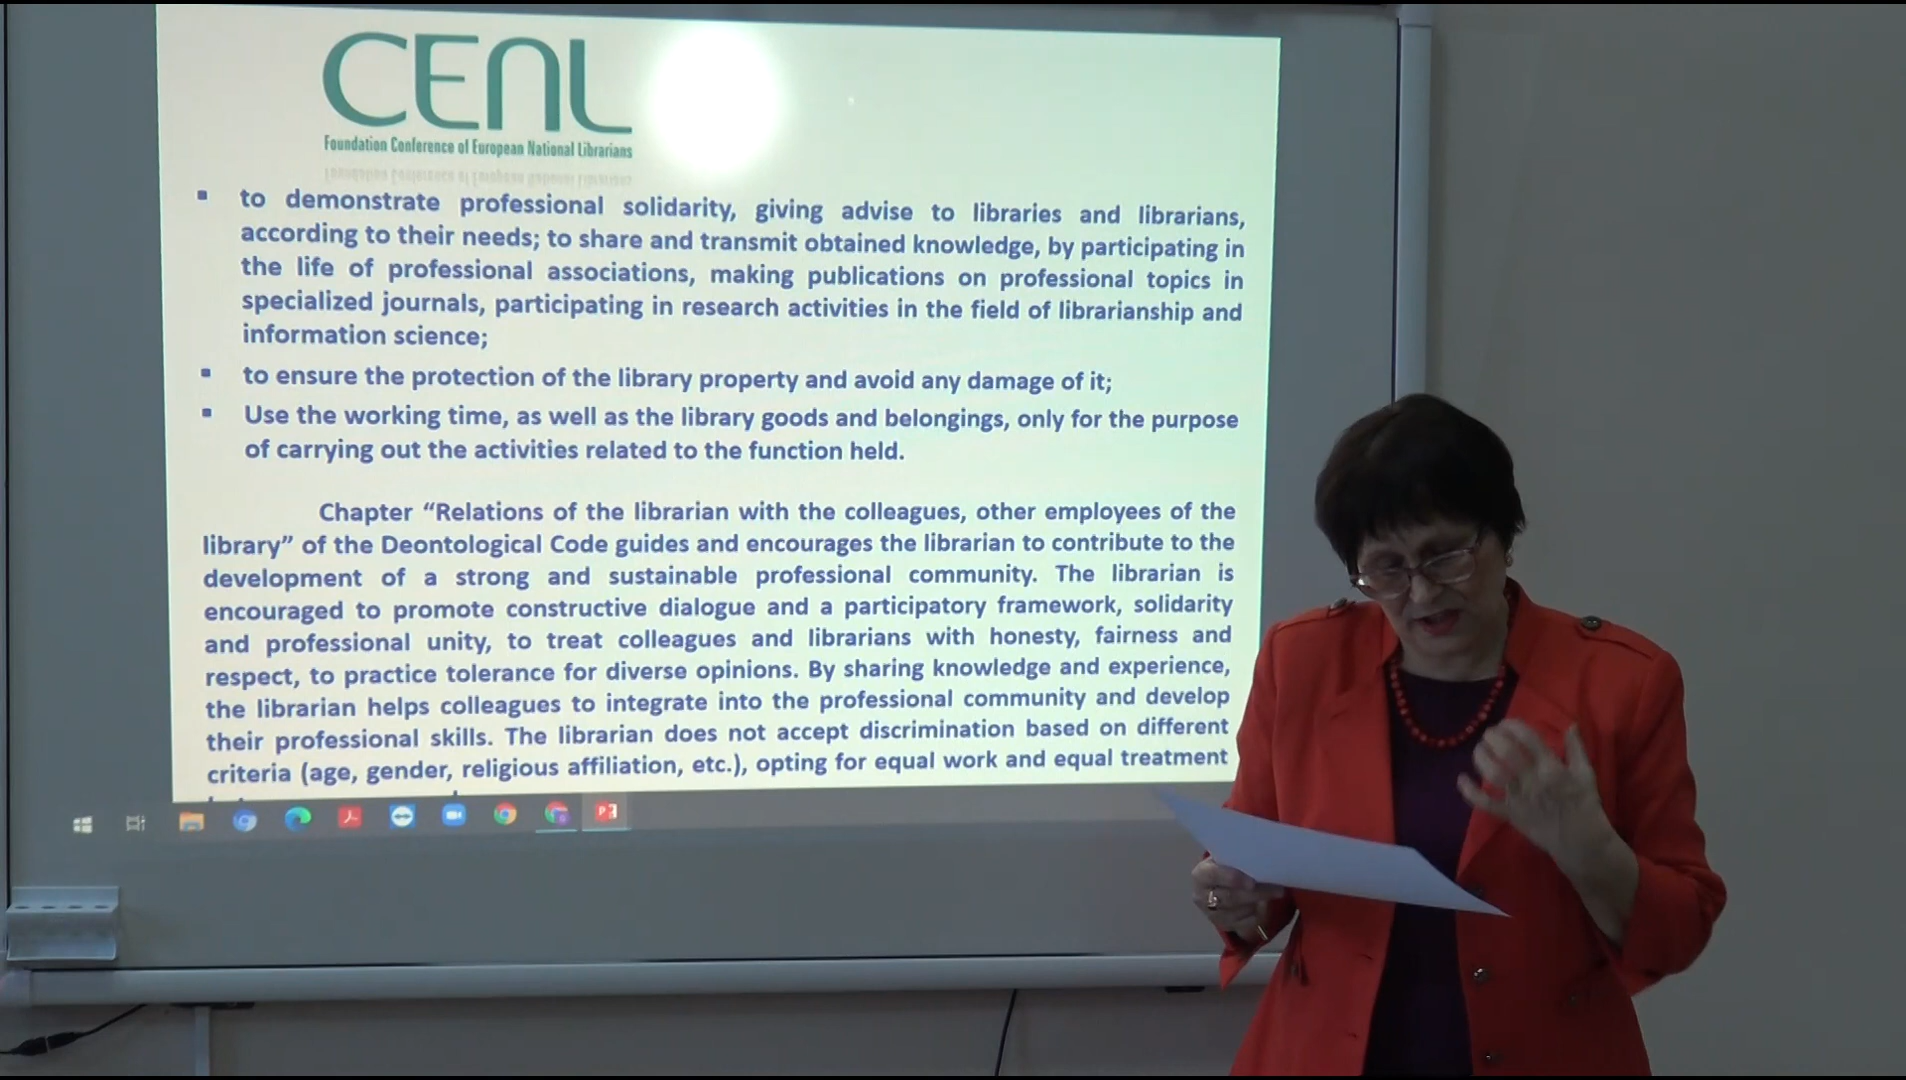 CENL
Foundation Conference of European National Librarians
to demonstrate professional solidarity, giving advise to libraries and librarians,
according to their needs; to share and transmit obtained knowledge, by participating in
the life of professional associations, making publications on professional topics in
specialized journals, participating in research activities in the field of librarianship and
information science;
to ensure the protection of the library property and avoid any damage of it;
Use the working time, as well as the library goods and belongings, only for the purpose
of carrying out the activities related to the function held.
Chapter “Relations of the librarian with the colleagues, other employees of the
library” of the Deontological Code guides and encourages the librarian to contribute to the
development of a strong and sustainable professional community. The librarian is
encouraged to promote constructive dialogue and a participatory framework, solidarity
and professional unity, to treat colleagues and librarians with honesty, fairness and
respect, to practice tolerance for diverse opinions. By sharing knowledge and experience,
the librarian helps colleagues to integrate into the professional community and develop
their professional skills. The librarian does not accept discrimination based on different
criteria (age, gender, religious affiliation, etc.), opting for equal work and equal treatment